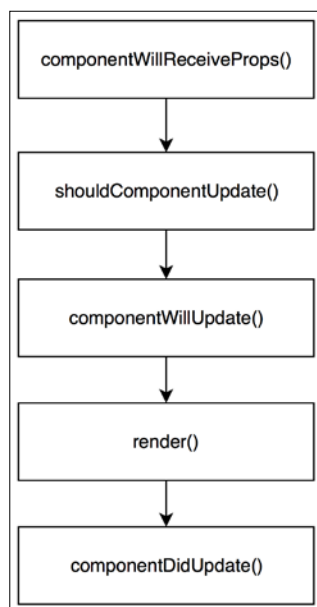 componentWillReceiveProps()
shouldComponentUpdate()
componentWillUpdate()
render()
componentDidUpdate()